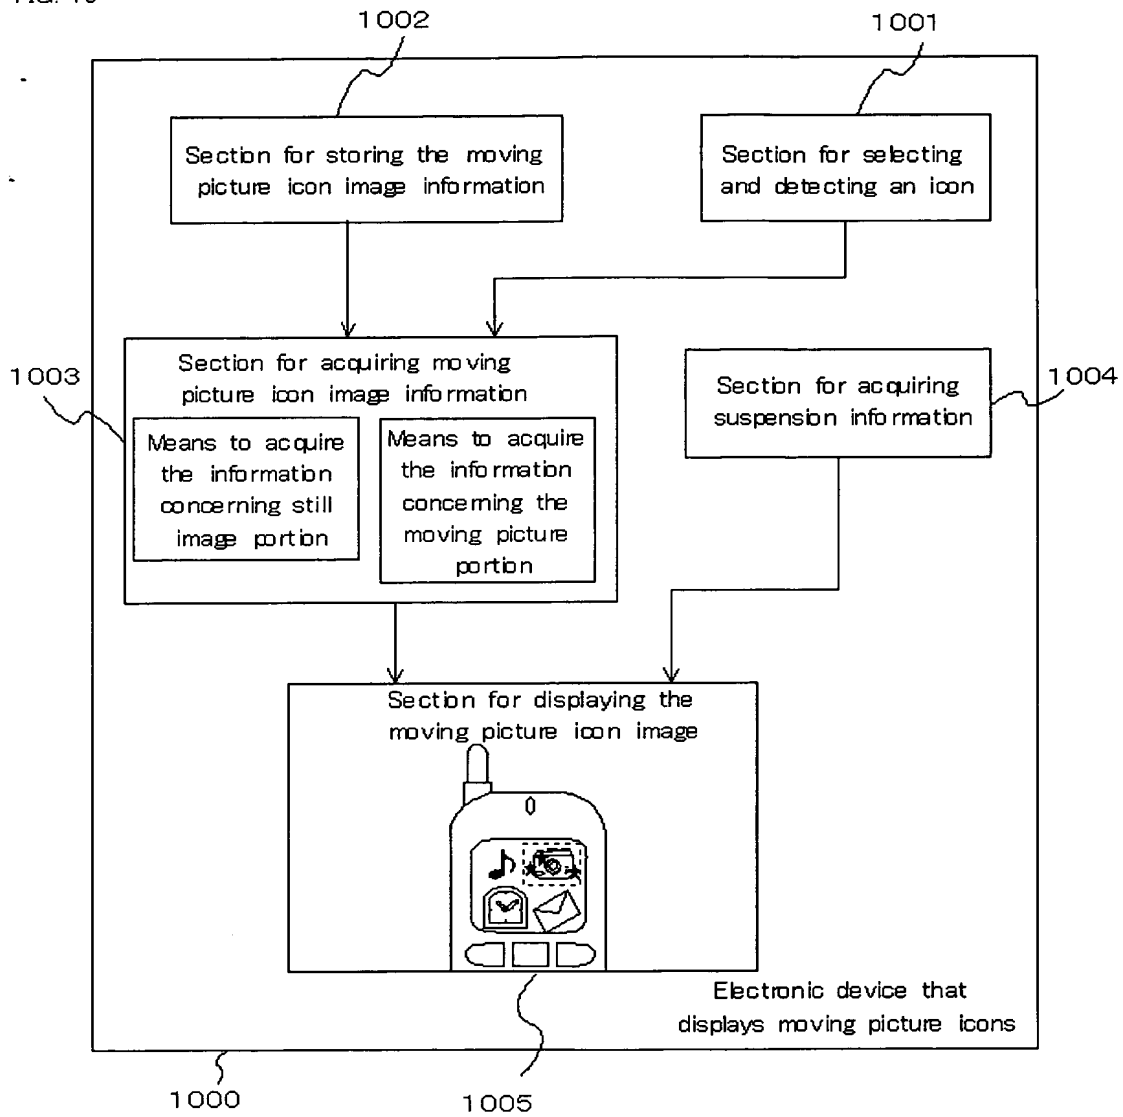 1002
1001
Section for storing the moving
picture icon image information
Section for selecting
and detecting an icon
1003
Section for acquiring moving
picture icon image information
Means to acquire
the information
concerning still
image portion
Means to acquire
the information
concerning the
moving picture
portion
Section for acquiring
suspension information
1004
Section for displaying the
moving picture icon image
Electronic device that
displays moving picture icons
1000
1005